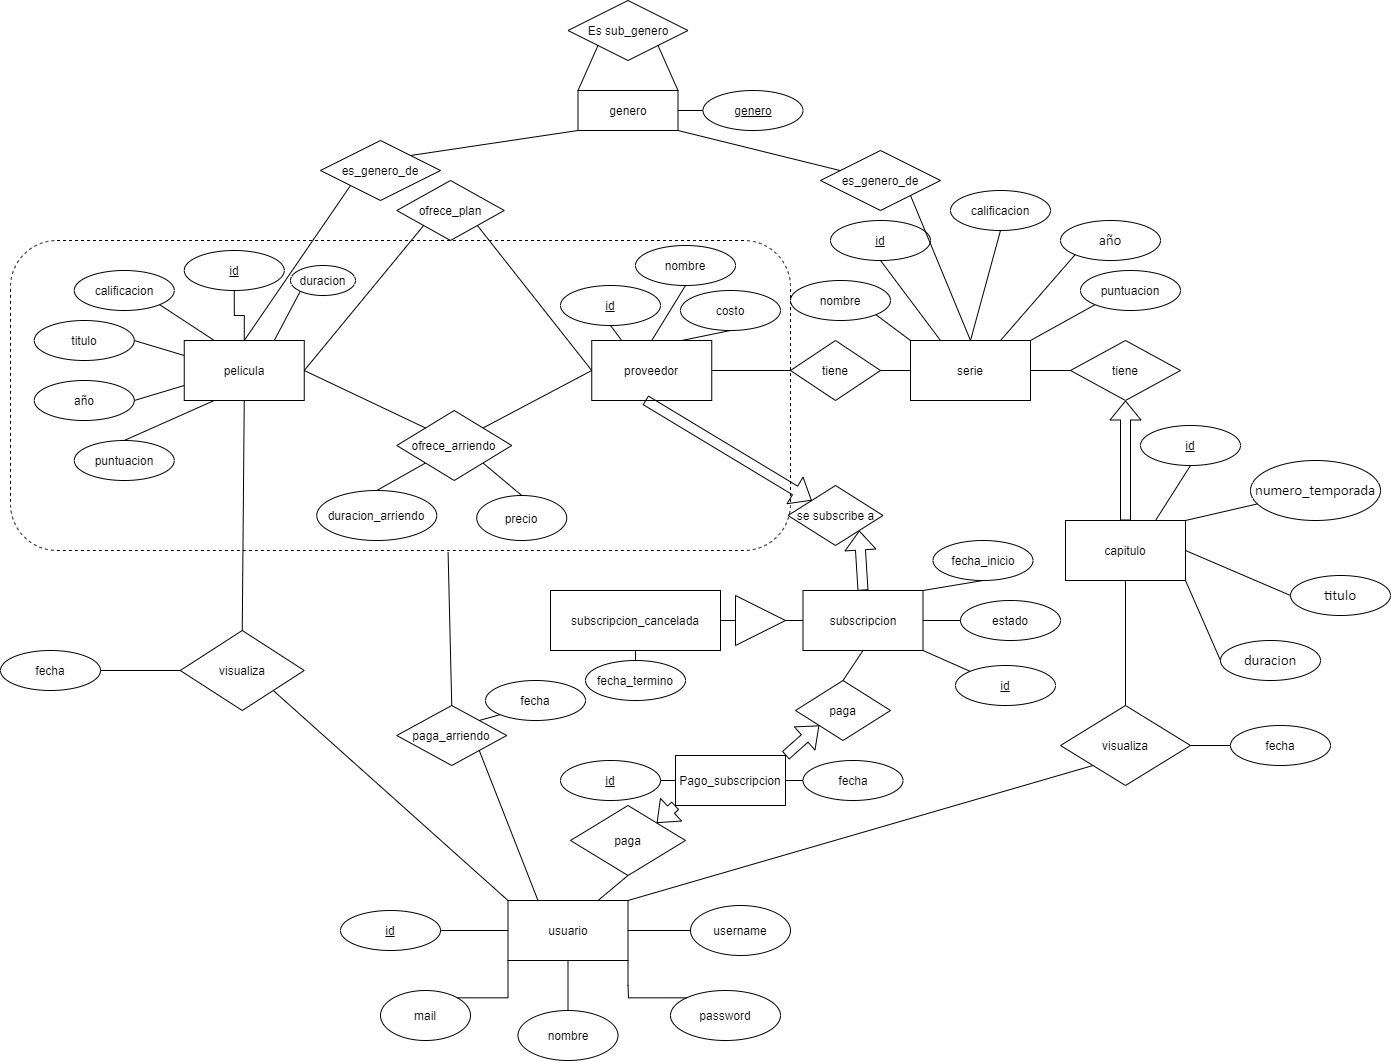 Es sub_genero
genero
genero
es_genero_de
es_genero_de
ofrece_plan
calificacion
id
id
calificacion
año
nombre
duracion
puntuacion
nombre
id
costo
titulo
pelicula
proveedor
tiene
serie
tiene
año
ofrece_arriendo
id
puntuacion
numero_temporada
duracion_arriendo
precio
se subscribe a
capitulo
fecha_inicio
titulo
subscripcion_cancelada
subscripcion
estado
duracion
fecha
visualiza
fecha_termino
id
fecha
paga
paga_arriendo
visualiza
fecha
id
Pago_subscripcion
fecha
paga
id
usuario
username
mail
nombre
password